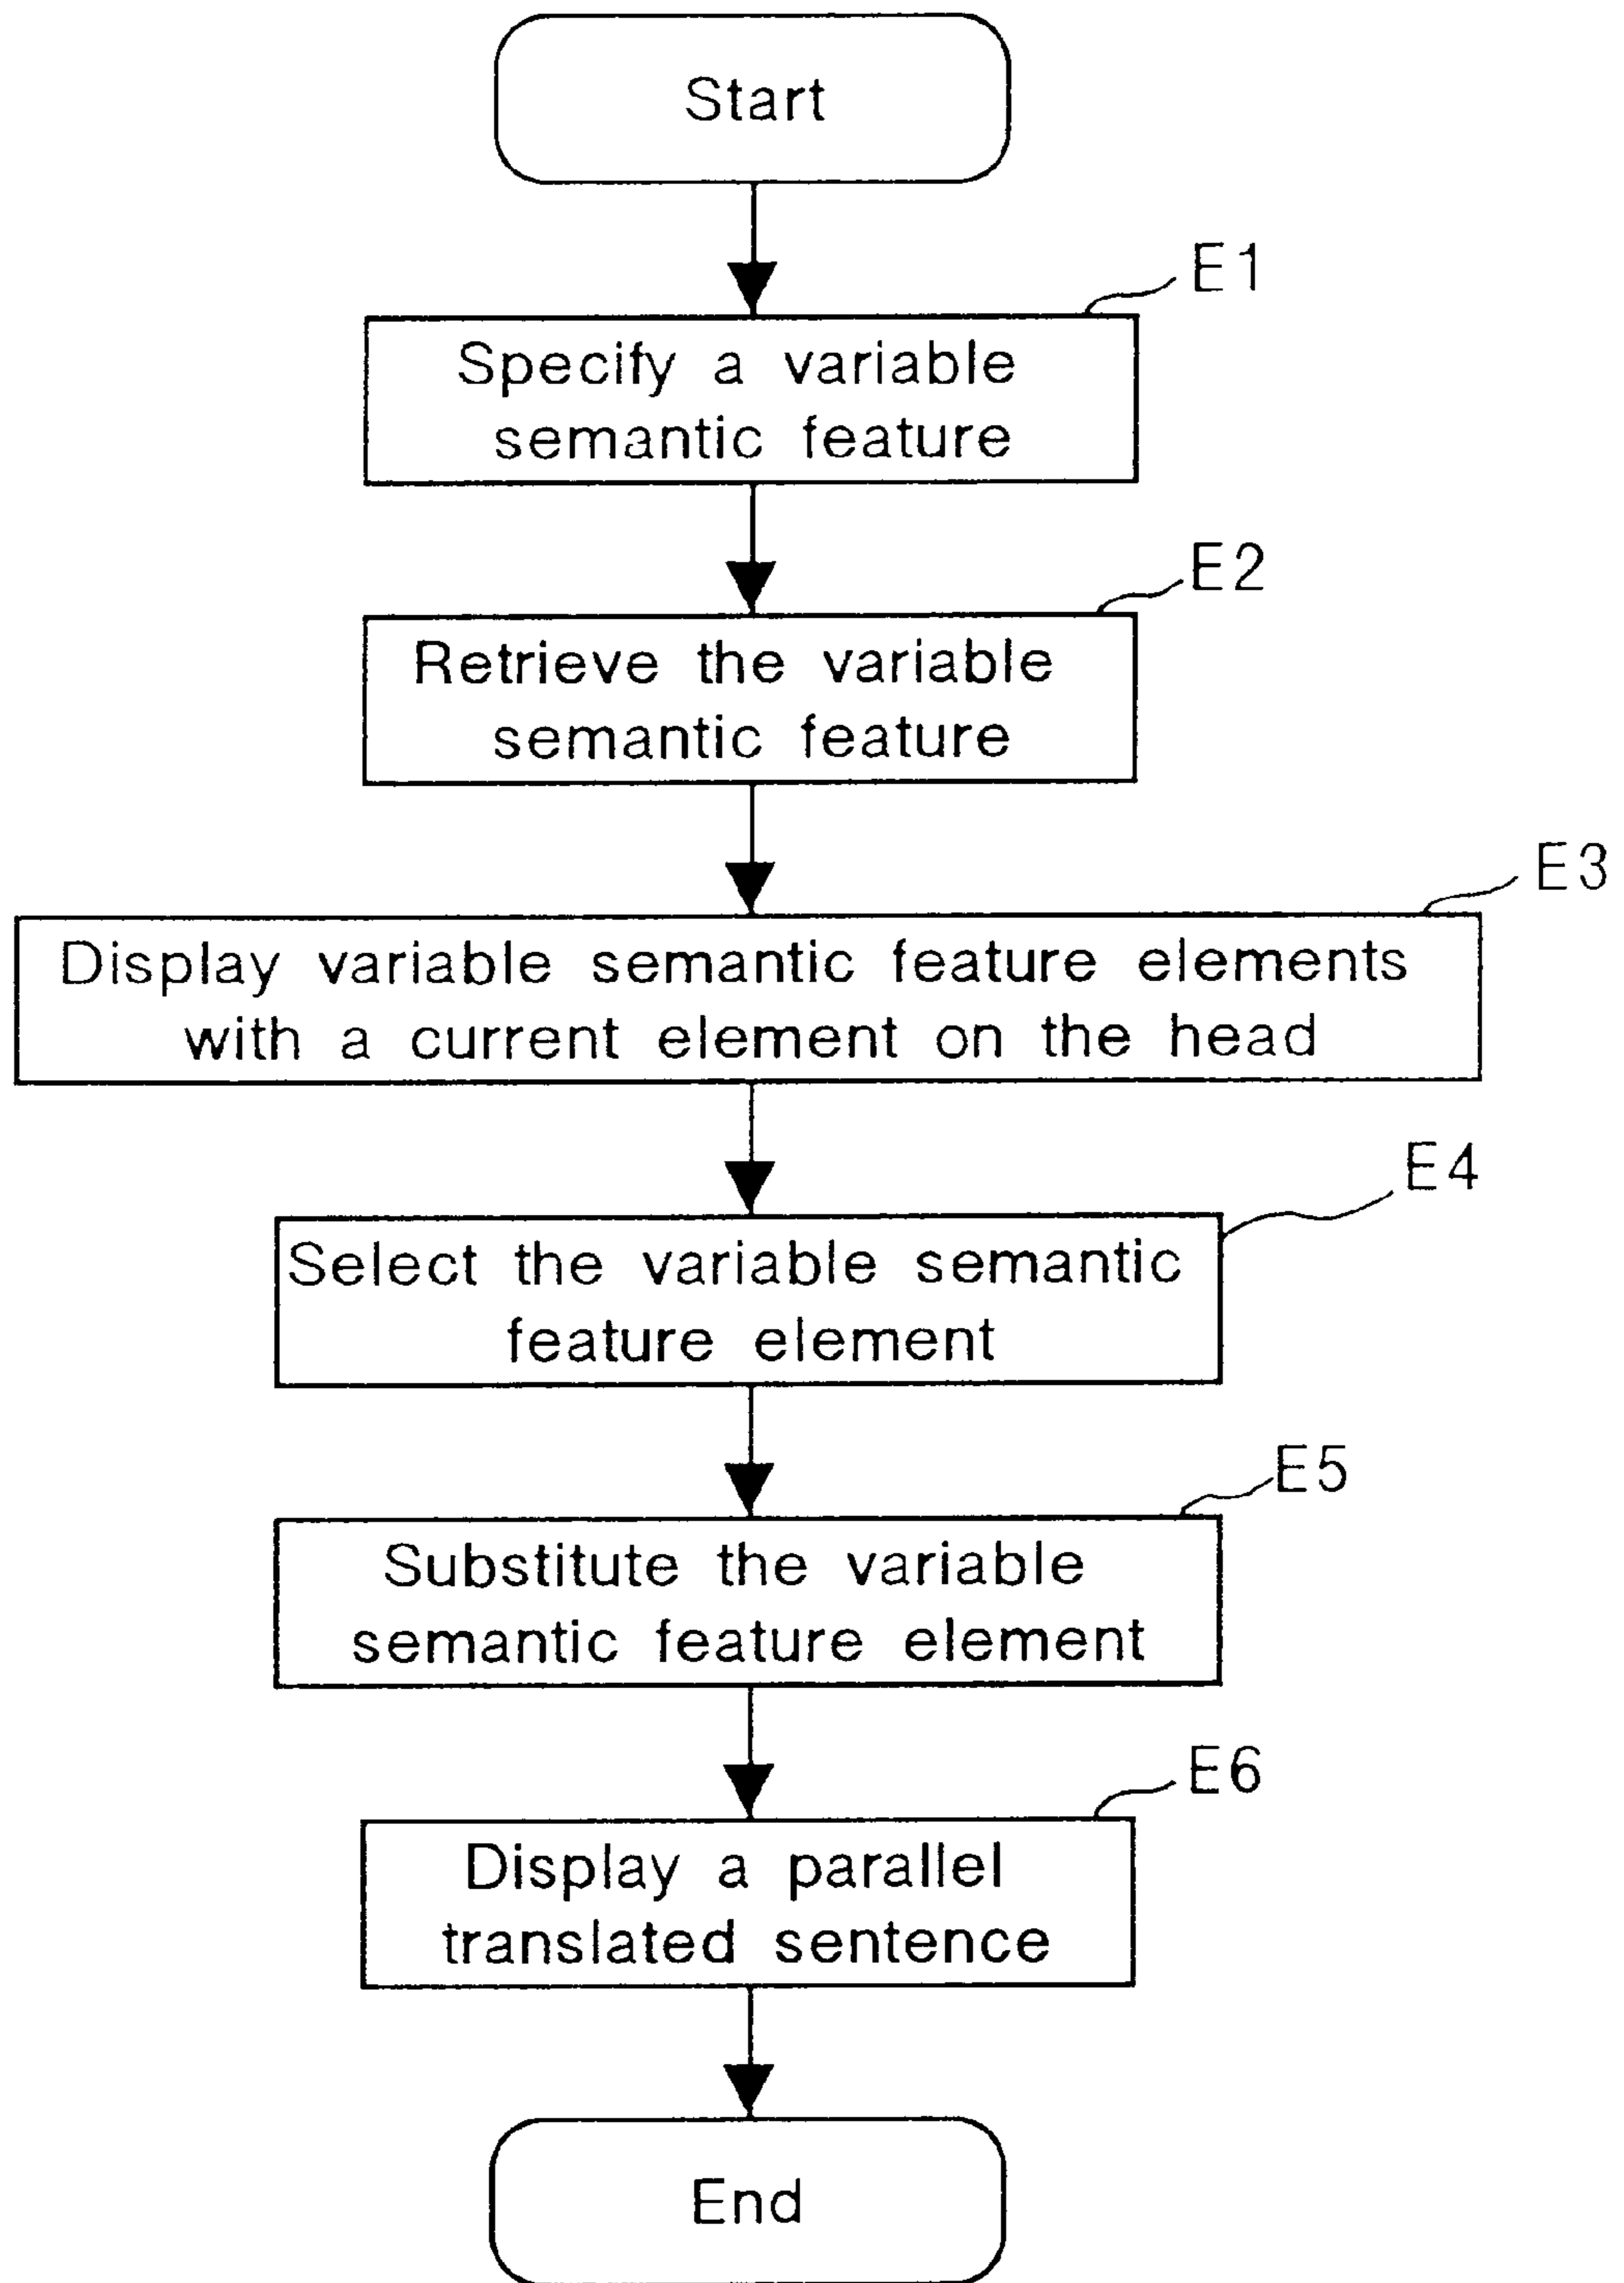 Start
E1
Specify a variable
semantic feature
E2
Retrieve the variable
semantic feature
E3
Display variable semantic feature elements
with a current element on the head
E4
Select the variable semantic
feature element
E5
Substitute the variable
semantic feature element
E6
Display a parallel
translated sentence
End